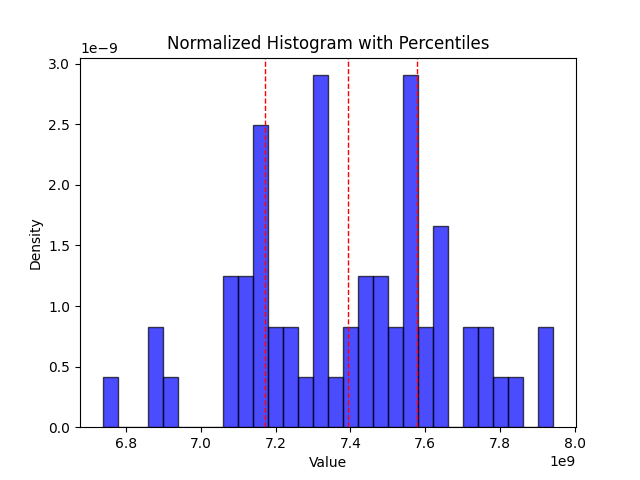 Normalized Histogram with Percentiles
1e−9
3.0
2.5
2.0
1.5
1.0
0.5
0.0
Density
6.8 7.0 7.2 7.4 7.6 7.8 8.0
Value
1e9